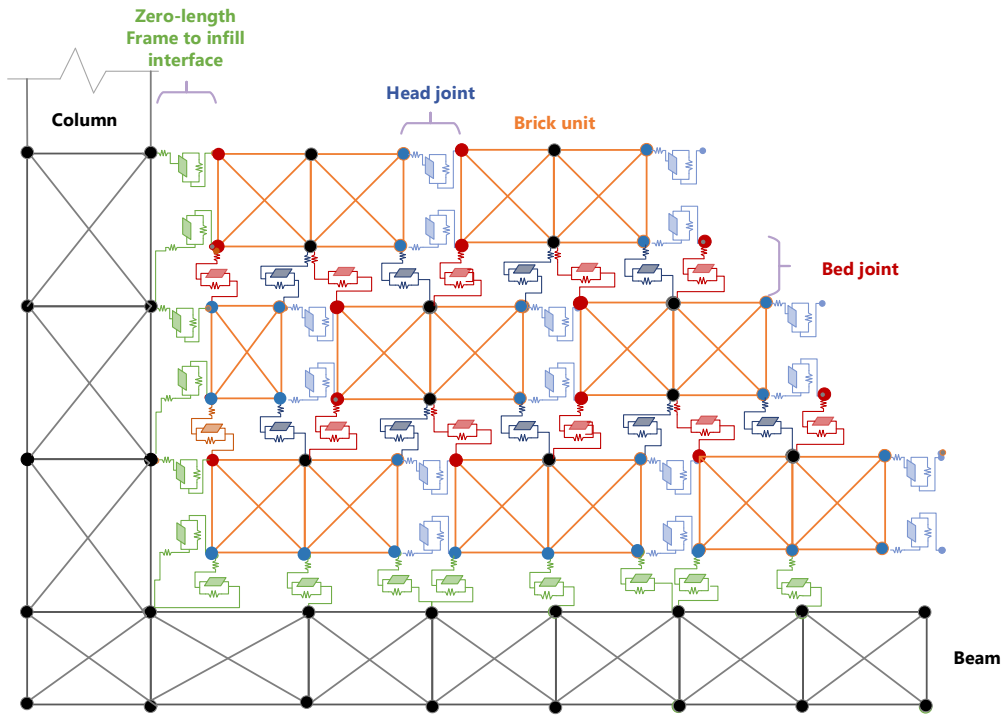 Zero-length
Frame to infill
interface
Head joint
Column
Brick unit
Bed joint
Beam